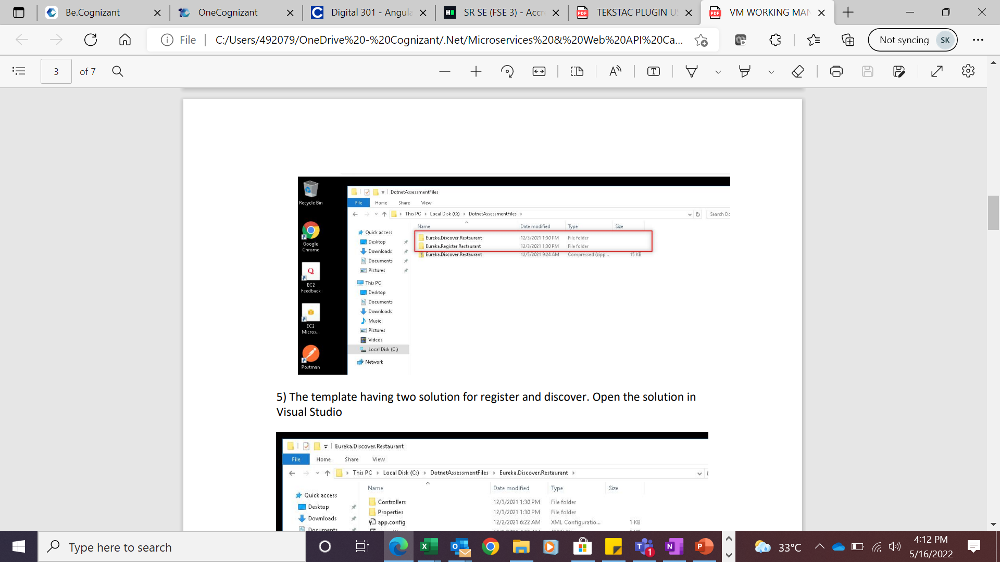 Be.Cognizant
OneCognizant
Digital 301 - Angula
SR SE (FSE 3) - Accr
TEKSTAC PLUGIN U
VM WORKING MAN
File
C:/Users/492079/OneDrive%20-%20Cognizant/.Net/Microservices%20&%20Web%20API%20Ca...
Not syncing
SK
3
of 7
Recycle Bin
Google
Chrome
EC2
Feedback
EC2
Micros...
Postman
DotnetAssessmentFiles
File
Home
Share
View
This PC
Local Disk (C:)
DotnetAssessmentFiles
Search Dc
Name
Date modified
Type
Size
Quick access
Desktop
Downloads
Documents
Pictures
This PC
Desktop
Documents
Downloads
Music
Pictures
Videos
Local Disk (C:)
Network
Eureka.Discover.Restaurant 12/3/2021 1:30 PM File folder
Eureka.Register.Restaurant 12/3/2021 1:30 PM File folder
Eureka.Discover.Restaurant 12/5/2021 9:24 AM Compressed (zipp... 15 KB
5) The template having two solution for register and discover. Open the solution in
Visual Studio
Eureka.Discover.Restaurant
File
Home
Share
View
This PC
Local Disk (C:)
DotnetAssessmentFiles
Eureka.Discover.Restaurant
Name
Date modified
Type
Size
Quick access
Desktop
Downloads
Documents
Controllers 12/3/2021 1:30 PM File folder
Properties 12/3/2021 1:30 PM File folder
app.config 12/2/2021 6:22 AM XML Configuratio... 1 KB
Type here to search
1
33°C
4:12 PM
5/16/2022